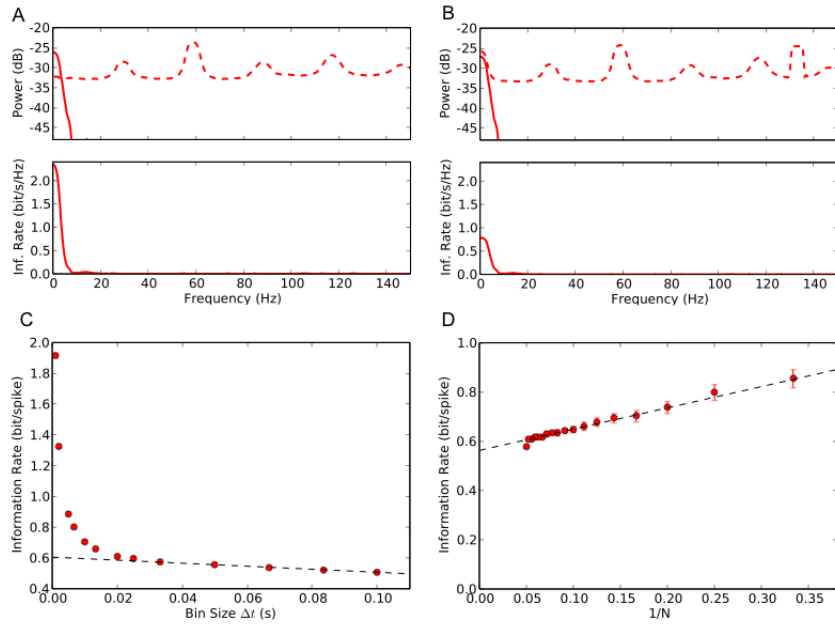 A
B
-20
-25
-30
-35
-40
-45
Power (dB)
-20
-25
-30
-35
-40
-45
Power (dB)
2.0
1.5
1.0
0.5
0.0
Inf. Rate (bit/s/Hz)
0 20 40 60 80 100 120 140
Frequency (Hz)
2.0
1.5
1.0
0.5
0.0
Inf. Rate (bit/s/Hz)
0 20 40 60 80 100 120 140
Frequency (Hz)
C
D
2.0
1.8
1.6
1.4
1.2
1.0
0.8
0.6
0.4
Information Rate (bit/spike)
0.00 0.02 0.04 0.06 0.08 0.10
Bin Size Δt (s)
1.0
0.8
0.6
0.4
0.2
0.0
Information Rate (bit/spike)
0.00 0.05 0.10 0.15 0.20 0.25 0.30 0.35
1/N